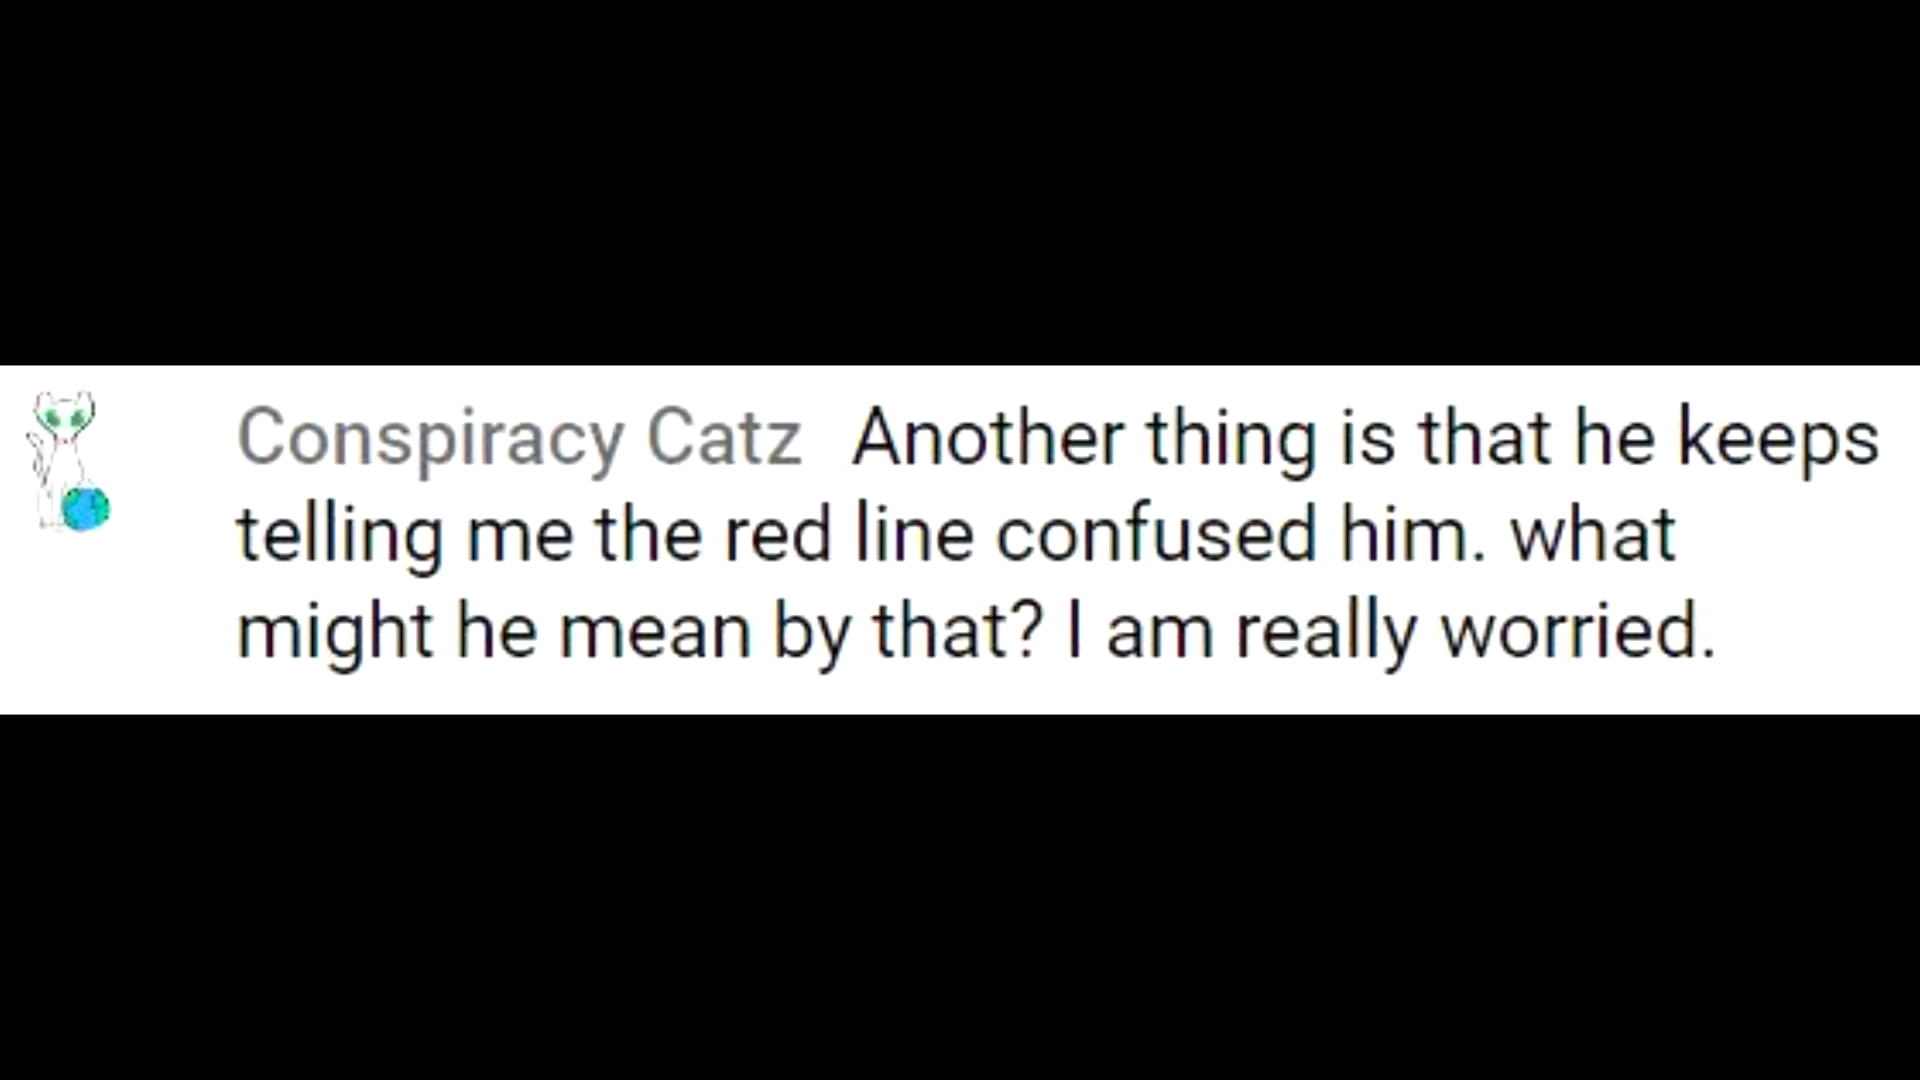 Conspiracy Catz Another thing is that he keeps
telling me the red line confused him. what
might he mean by that? I am really worried.